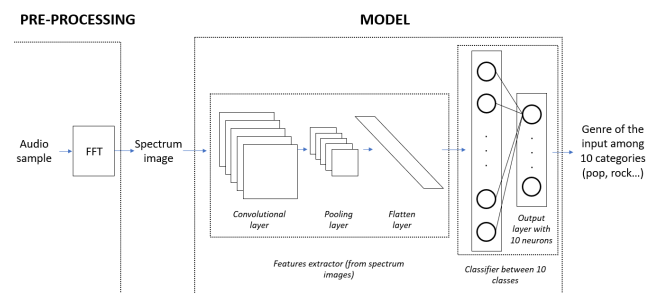 PRE-PROCESSING
MODEL
Audio
sample
FFT
Spectrum
image
Convolutional
layer
Pooling
layer
Flatten
layer
Features extractor (from spectrum
images)
Output
layer with
10 neurons
Classifier between 10
classes
Genre of the
input among
10 categories
(pop, rock...)